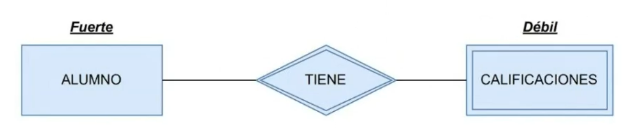 Fuerte
Débil
ALUMNO
TIENE
CALIFICACIONES